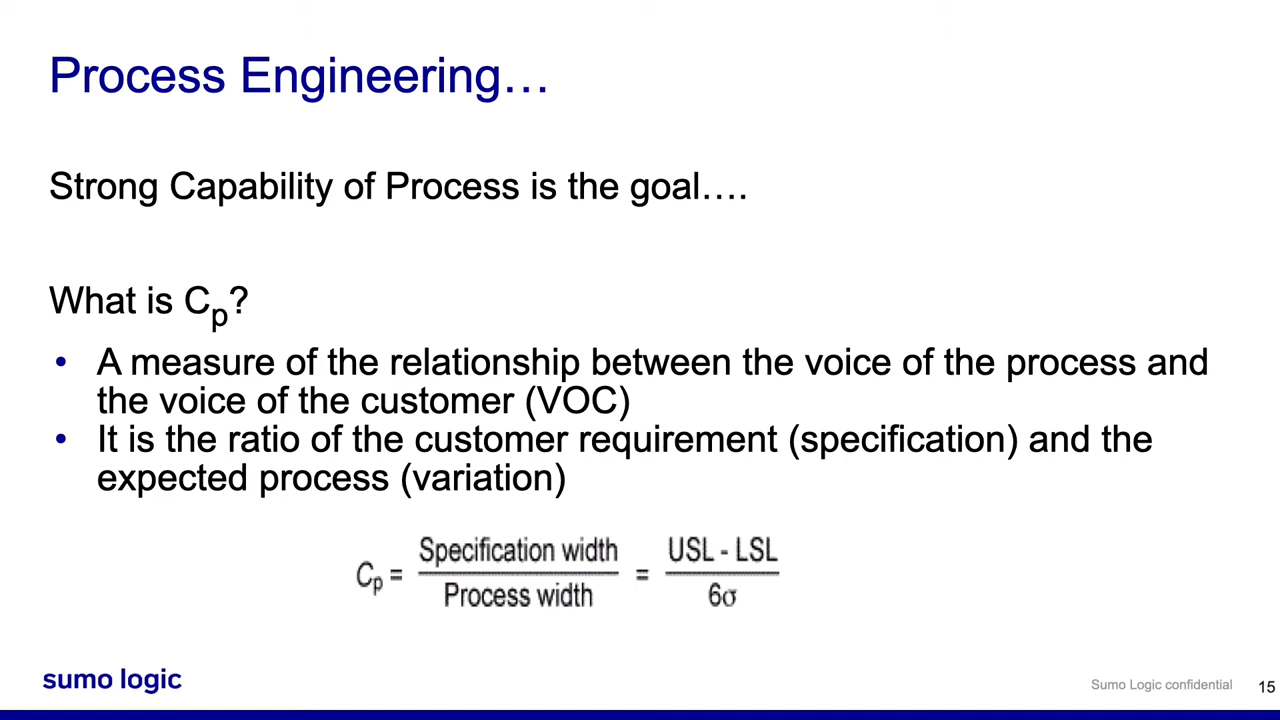 Process Engineering…
Strong Capability of Process is the goal….
What is Cp?
• A measure of the relationship between the voice of the process and
the voice of the customer (VOC)
• It is the ratio of the customer requirement (specification) and the
expected process (variation)
Cp = Specification width / Process width = USL - LSL / 6σ
sumo logic
Sumo Logic confidential 15